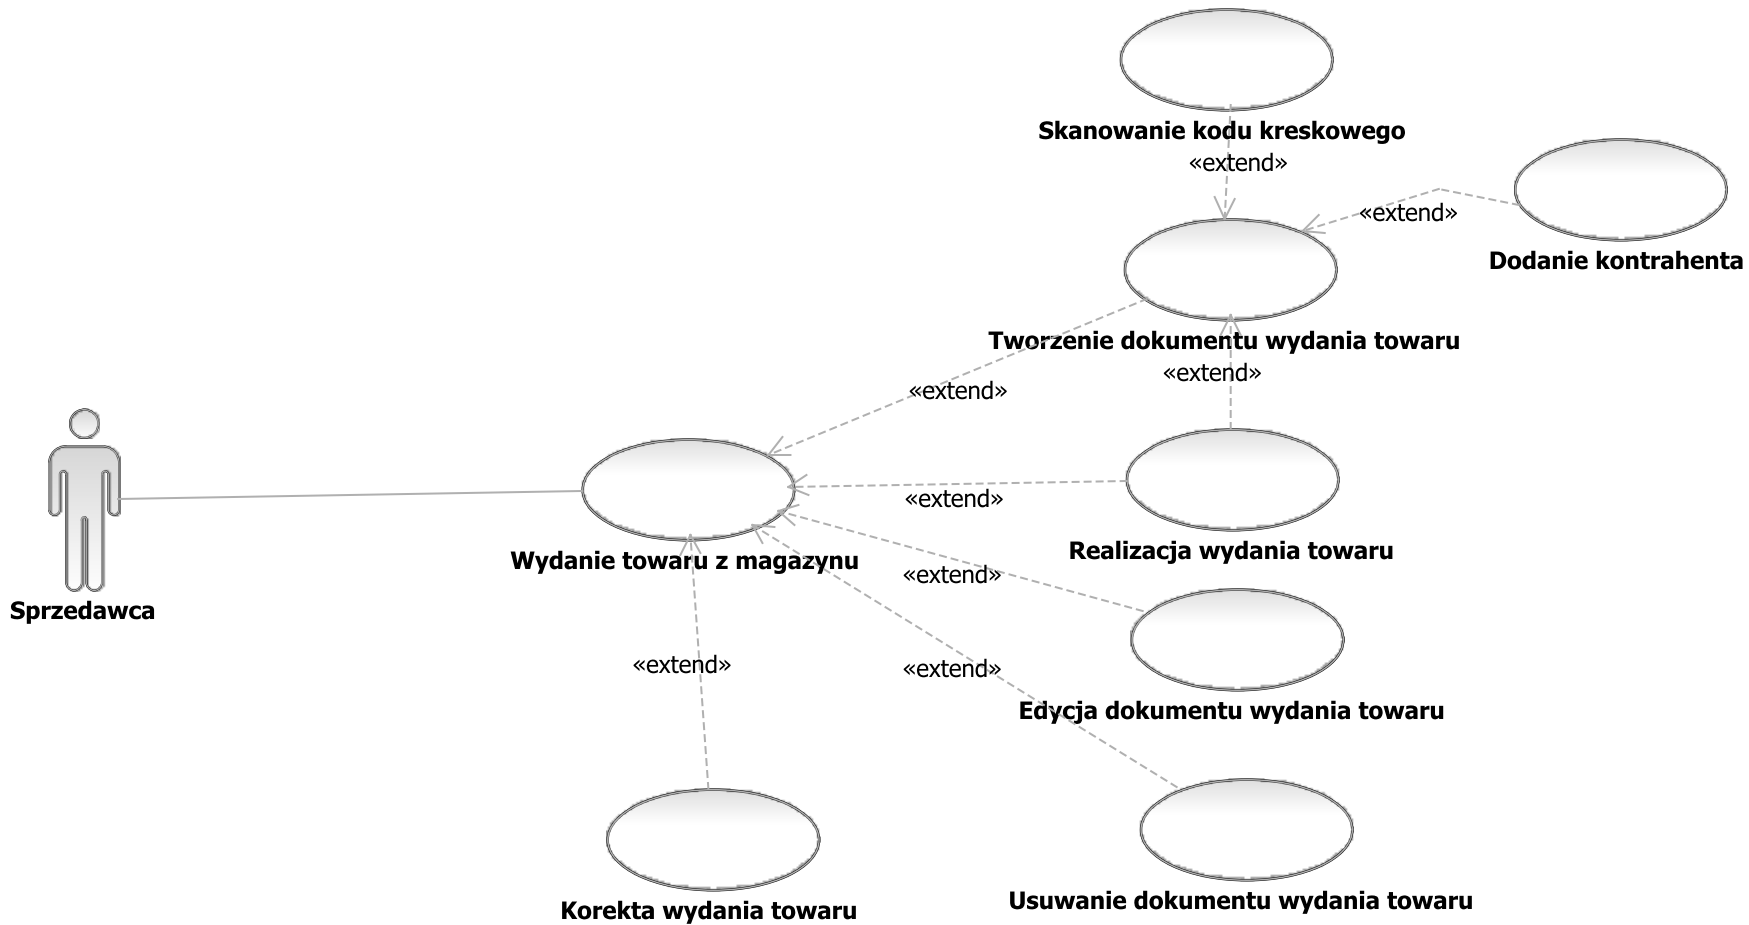 Skanowanie kodu kreskowego
«extend»
«extend»
Dodanie kontrahenta
Tworzenie dokumentu wydania towaru
«extend»
«extend»
«extend»
Realizacja wydania towaru
Wydanie towaru z magazynu
«extend»
Sprzedawca
«extend»
«extend»
Edycja dokumentu wydania towaru
Usuwanie dokumentu wydania towaru
Korekta wydania towaru